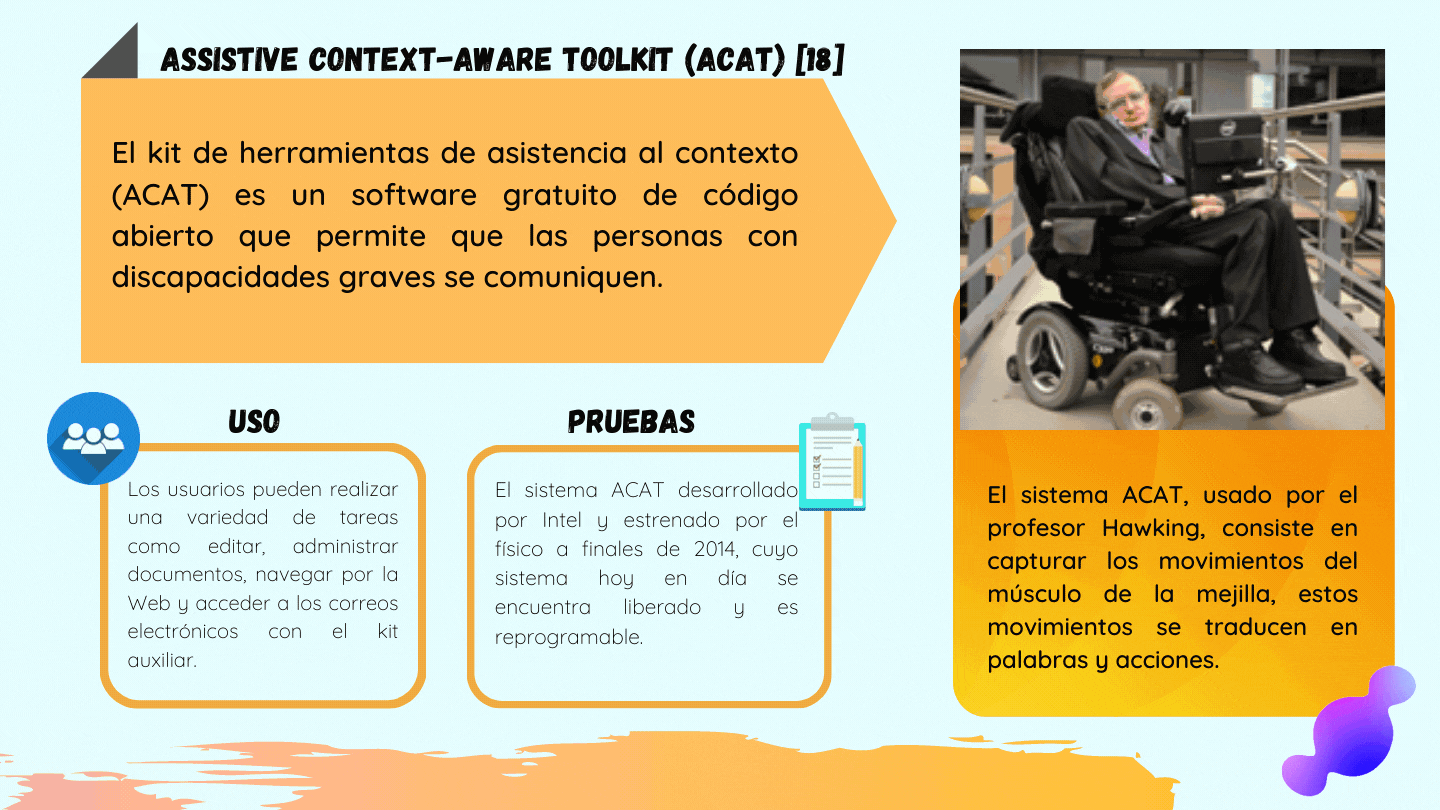 ASSISTIVE CONTEXT-AWARE TOOLKIT (ACAT) [18]
El kit de herramientas de asistencia al contexto
(ACAT) es un software gratuito de código
abierto que permite que las personas con
discapacidades graves se comuniquen.
USO
Los usuarios pueden realizar
una variedad de tareas
como editar, administrar
documentos, navegar por la
Web y acceder a los correos
electrónicos con el kit
auxiliar.
PRUEBAS
El sistema ACAT desarrollado
por Intel y estrenado por el
físico a finales de 2014, cuyo
sistema hoy en día se
encuentra liberado y es
reprogramable.
intel
El sistema ACAT, usado por el
profesor Hawking, consiste en
capturar los movimientos del
músculo de la mejilla, estos
movimientos se traducen en
palabras y acciones.